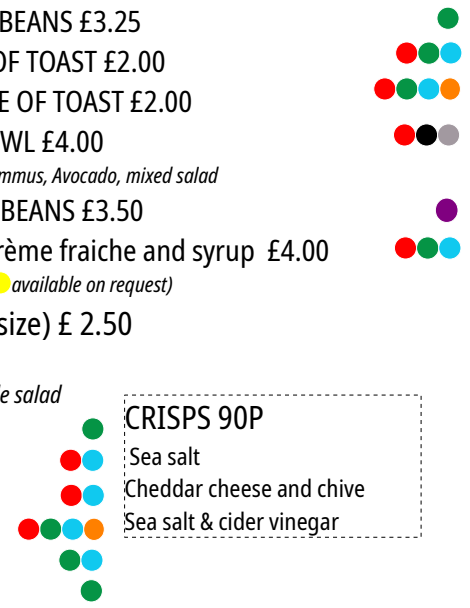 BEANS £3.25
OF TOAST £2.00
E OF TOAST £2.00
WL £4.00
mmus, Avocado, mixed salad
BEANS £3.50
rème fraiche and syrup £4.00
available on request)
size) £ 2.50
le salad
CRISPS 90P
Sea salt
Cheddar cheese and chive
Sea salt & cider vinegar